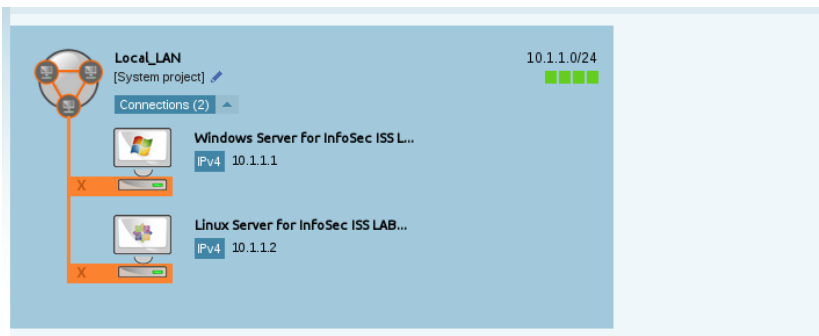 Local_LAN
10.1.1.0/24
[System project]
Connections (2)
Windows Server for InfoSec ISS L...
IPv4 10.1.1.1
X
Linux Server for InfoSec ISS LAB...
IPv4 10.1.1.2
X